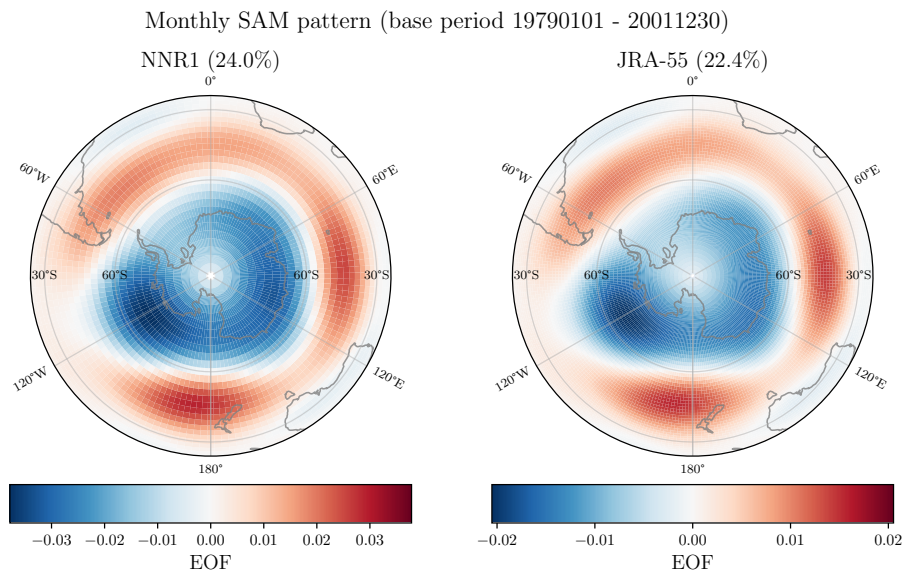 Monthly SAM pattern (base period 19790101 - 20011230)
NNR1 (24.0%)
0°
60°W
60°E
30°S
60°S
60°S
30°S
120°W
120°E
180°
−0.03 −0.02 −0.01 0.00 0.01 0.02 0.03
EOF
JRA-55 (22.4%)
0°
60°W
60°E
30°S
60°S
60°S
30°S
120°W
120°E
180°
−0.02 −0.01 0.00 0.01 0.02
EOF